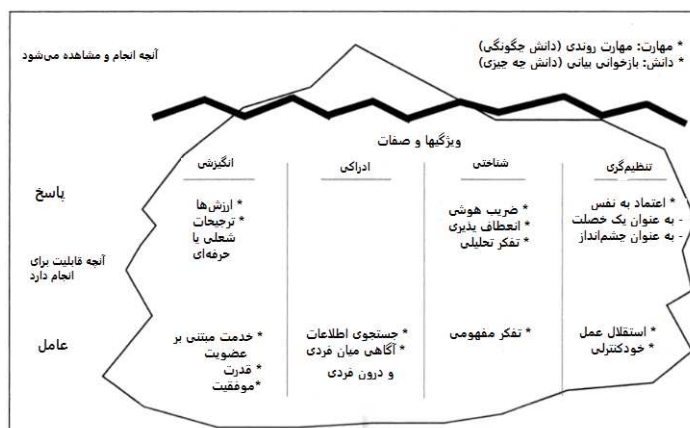 * مهارت: مهارت روندی (دانش چگونگی)
آنچه انجام و مشاهده می‌شود
* دانش: بازخوانی بیانی (دانش چه چیزی)
ویژگیها و صفات
تنظیم‌گری
شناختی
ادراکی
انگیزشی
پاسخ
* اعتماد به نفس
- به عنوان یک خصلت
- به عنوان چشم‌انداز
* ضریب هوشی
* انعطاف پذیری
* تفکر تحلیلی
* ارزش‌ها
* ترجیحات
شعلی یا
حرفه‌ای
آنچه قابلیت برای
انجام دارد
عامل
* استقلال عمل
* خودکنترلی
* تفکر مفهومی
* جستجوی اطلاعات
* آگاهی میان فردی
و درون فردی
* خدمت مبتنی بر
عضویت
* قدرت
*موفقیت